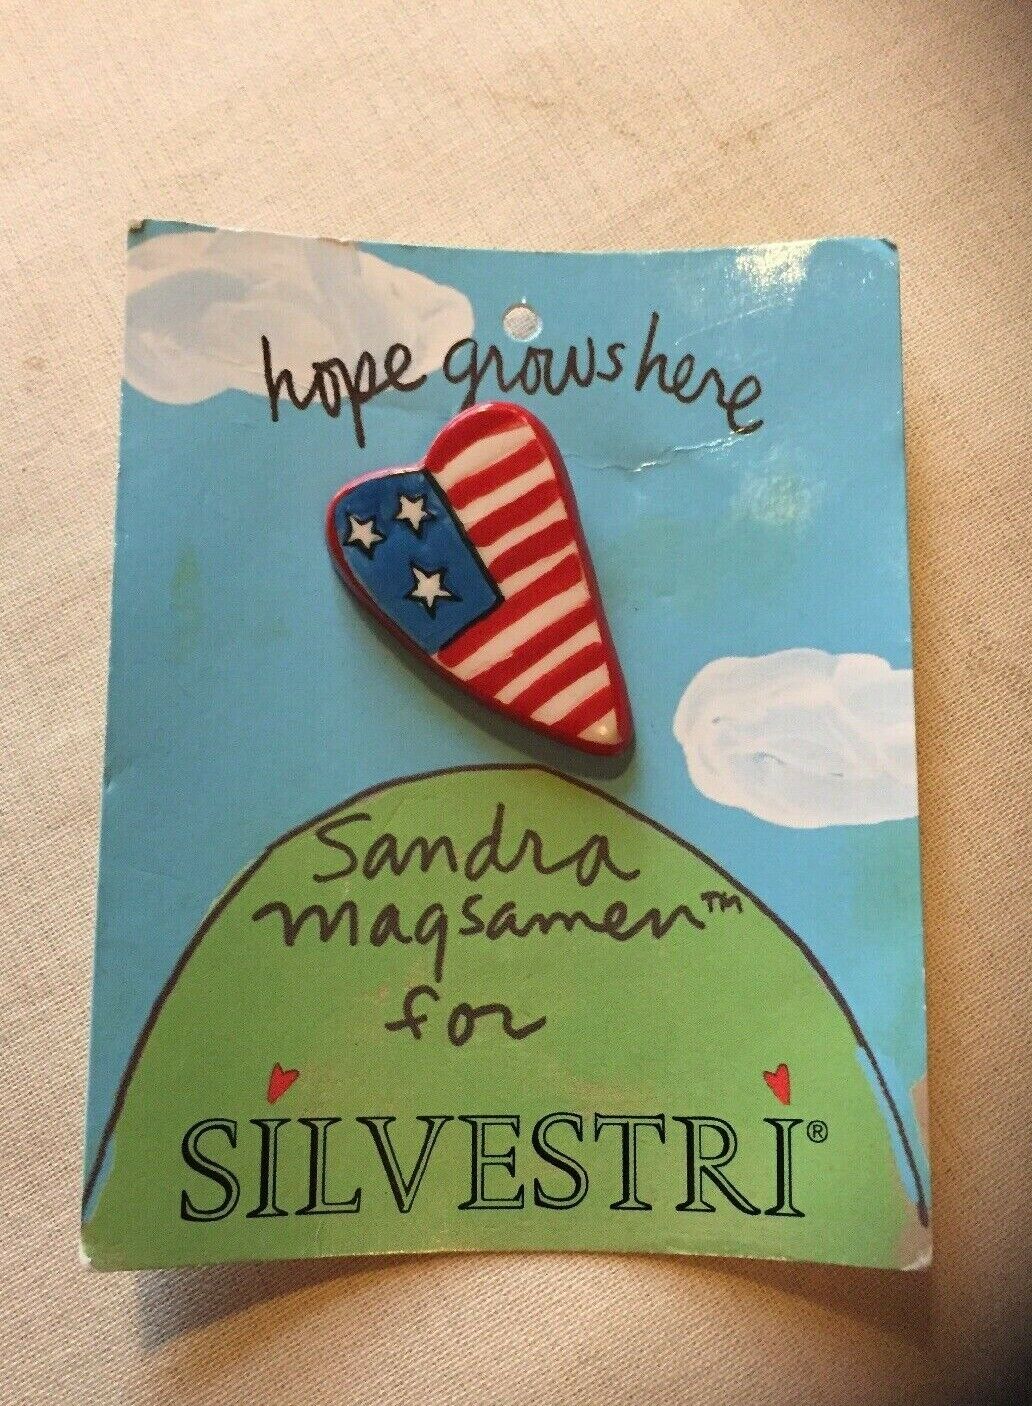 hope grows here
Sandra
magsamen™
for
SILVESTRI®